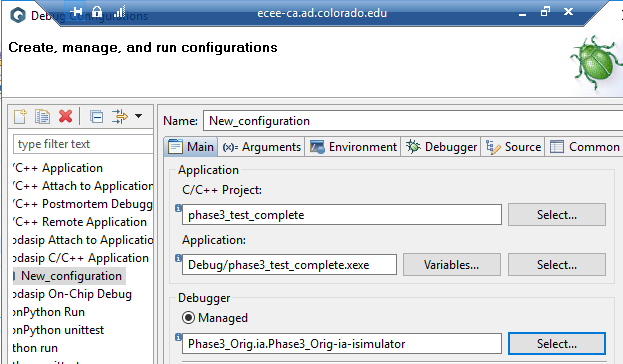 Debug Configurations
ecee-ca.ad.colorado.edu
Create, manage, and run configurations
type filter text
/C++ Application
/C++ Attach to Application
/C++ Postmortem Debugg
/C++ Remote Application
odasip Attach to Application
odasip C/C++ Application
New_configuration
odasip On-Chip Debug
onPython Run
onPython unittest
thon run
Name: New_configuration
Main (x)= Arguments Environment Debugger Source Common
Application
C/C++ Project:
phase3_test_complete Select...
Application:
Debug/phase3_test_complete.xexe Variables... Select...
Debugger
Managed
Phase3_Orig.ia.Phase3_Orig-ia-isimulator Select...